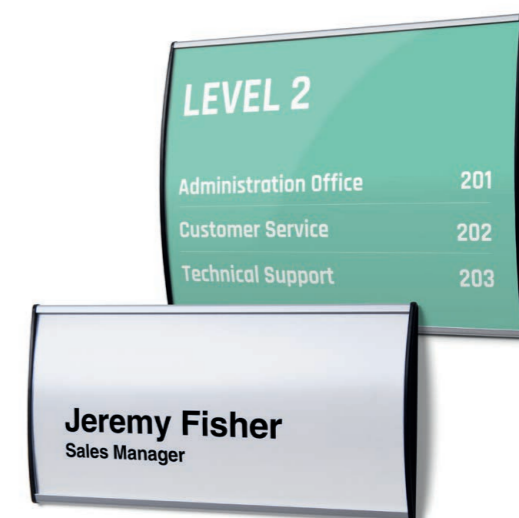 LEVEL 2
Administration Office 201
Customer Service 202
Technical Support 203
Jeremy Fisher
Sales Manager